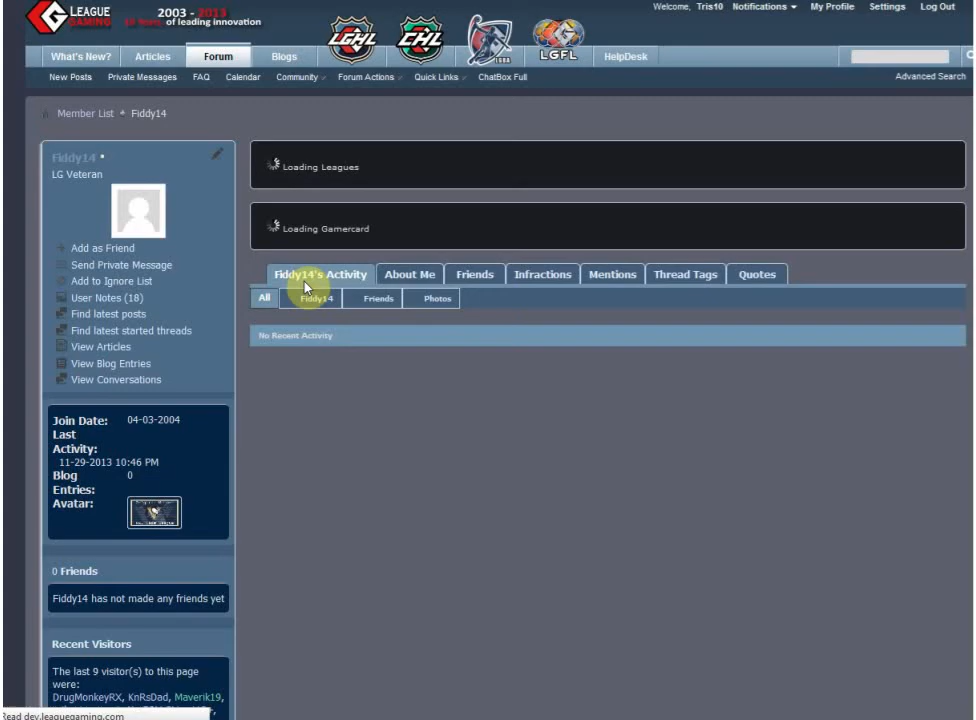 LEAGUE
GAMING
2003 - 2013
10 Years of leading innovation
Welcome, Tris10 Notifications My Profile Settings Log Out
LGHL
CHL
LGBA
LGFL
What's New? Articles Forum Blogs HelpDesk
New Posts Private Messages FAQ Calendar Community Forum Actions Quick Links ChatBox Full
Advanced Search
Member List Fiddy14
Fiddy14
LG Veteran
Add as Friend
Send Private Message
Add to Ignore List
User Notes (18)
Find latest posts
Find latest started threads
View Articles
View Blog Entries
View Conversations
Join Date: 04-03-2004
Last
Activity:
11-29-2013 10:46 PM
Blog 0
Entries:
Avatar:
0 Friends
Fiddy14 has not made any friends yet
Recent Visitors
The last 9 visitor(s) to this page
were:
DrugMonkeyRX, KnRsDad, Maverik19,
Loading Leagues
Loading Gamercard
Fiddy14's Activity About Me Friends Infractions Mentions Thread Tags Quotes
All Fiddy14 Friends Photos
No Recent Activity
Read dev.leaguegaming.com